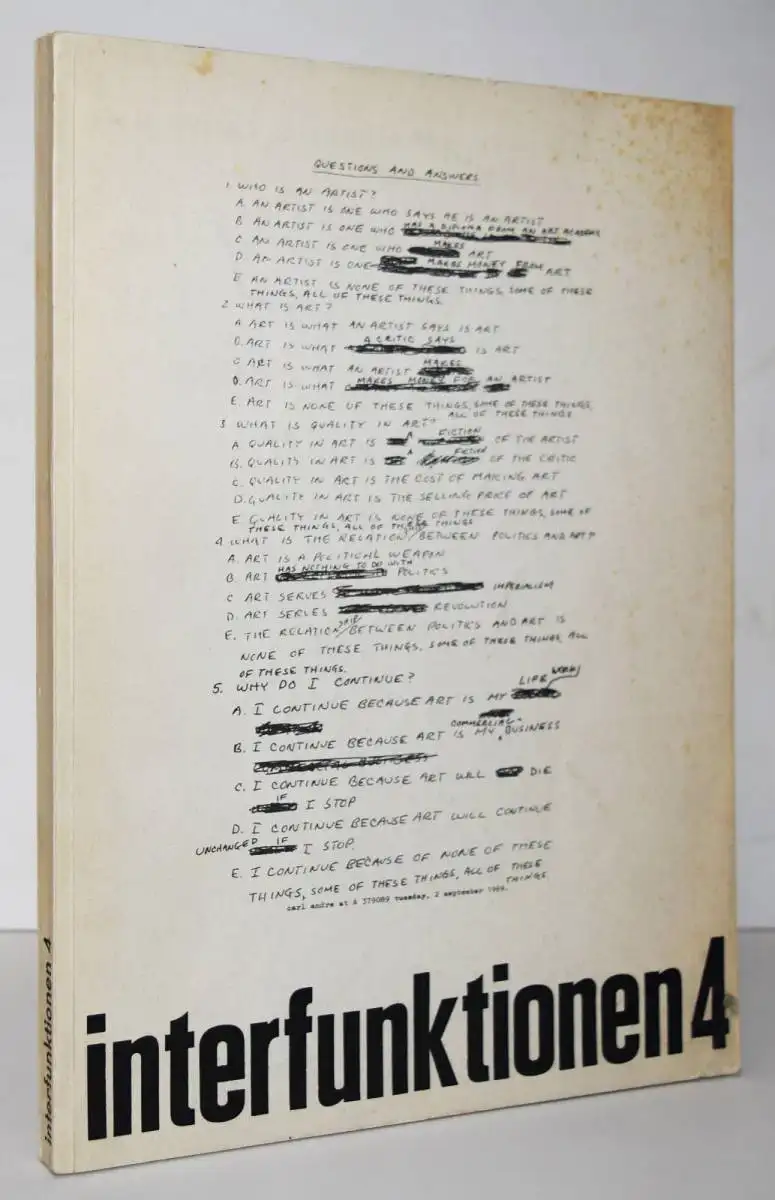 QUESTIONS AND ANSWERS
1. WHO IS AN ARTIST?
A. AN ARTIST IS ONE WHO SAYS HE IS AN ARTIST
B AN ARTIST IS ONE WHO HAS A DIPLOMA FROM AN ART ACADEMY
C AN ARTIST IS ONE WHO MAKES ART
D. AN ARTIST IS ONE MAKES MONEY FROM ART
E AN ARTIST IS NONE OF THESE THINGS, SOME OF THESE
THINGS, ALL OF THESE THINGS.
2. WHAT IS ART?
A ART IS WHAT AN ARTIST SAYS IS ART
B. ART IS WHAT A CRITIC SAYS IS ART
C ART IS WHAT AN ARTIST MAKES
D. ART IS WHAT MAKES MONEY FOR AN ARTIST
E. ART IS NONE OF THESE THINGS, SOME OF THESE THINGS,
ALL OF THESE THINGS
3 WHAT IS QUALITY IN ART?
A QUALITY IN ART IS A FICTION OF THE ARTIST
B. QUALITY IN ART IS A FICTION OF THE CRITIC
C. QUALITY IN ART IS THE COST OF MAKING ART
D. QUALITY IN ART IS THE SELLING PRICE OF ART
E QUALITY IN ART IS NONE OF THESE THINGS, SOME OF
THESE THINGS, ALL OF THESE THINGS
4 WHAT IS THE RELATIONSHIP BETWEEN POLITICS AND ART?
A. ART IS A POLITICAL WEAPON
B. ART HAS NOTHING TO DO WITH POLITICS
C ART SERVES IMPERIALISM
D. ART SERVES REVOLUTION
E. THE RELATIONSHIP BETWEEN POLITICS AND ART IS
NONE OF THESE THINGS, SOME OF THESE THINGS, ALL
OF THESE THINGS.
5. WHY DO I CONTINUE?
A. I CONTINUE BECAUSE ART IS MY LIFE WORK
B. I CONTINUE BECAUSE ART IS MY COMMERCIAL BUSINESS
C. I CONTINUE BECAUSE ART WILL DIE
IF I STOP
D. I CONTINUE BECAUSE ART WILL CONTINUE
UNCHANGED IF I STOP.
E. I CONTINUE BECAUSE OF NONE OF THESE
THINGS, SOME OF THESE THINGS, ALL OF THESE
THINGS.
carl andre at & 379089 tuesday, 2 september 1969.
interfunktionen 4
interfunktionen 4